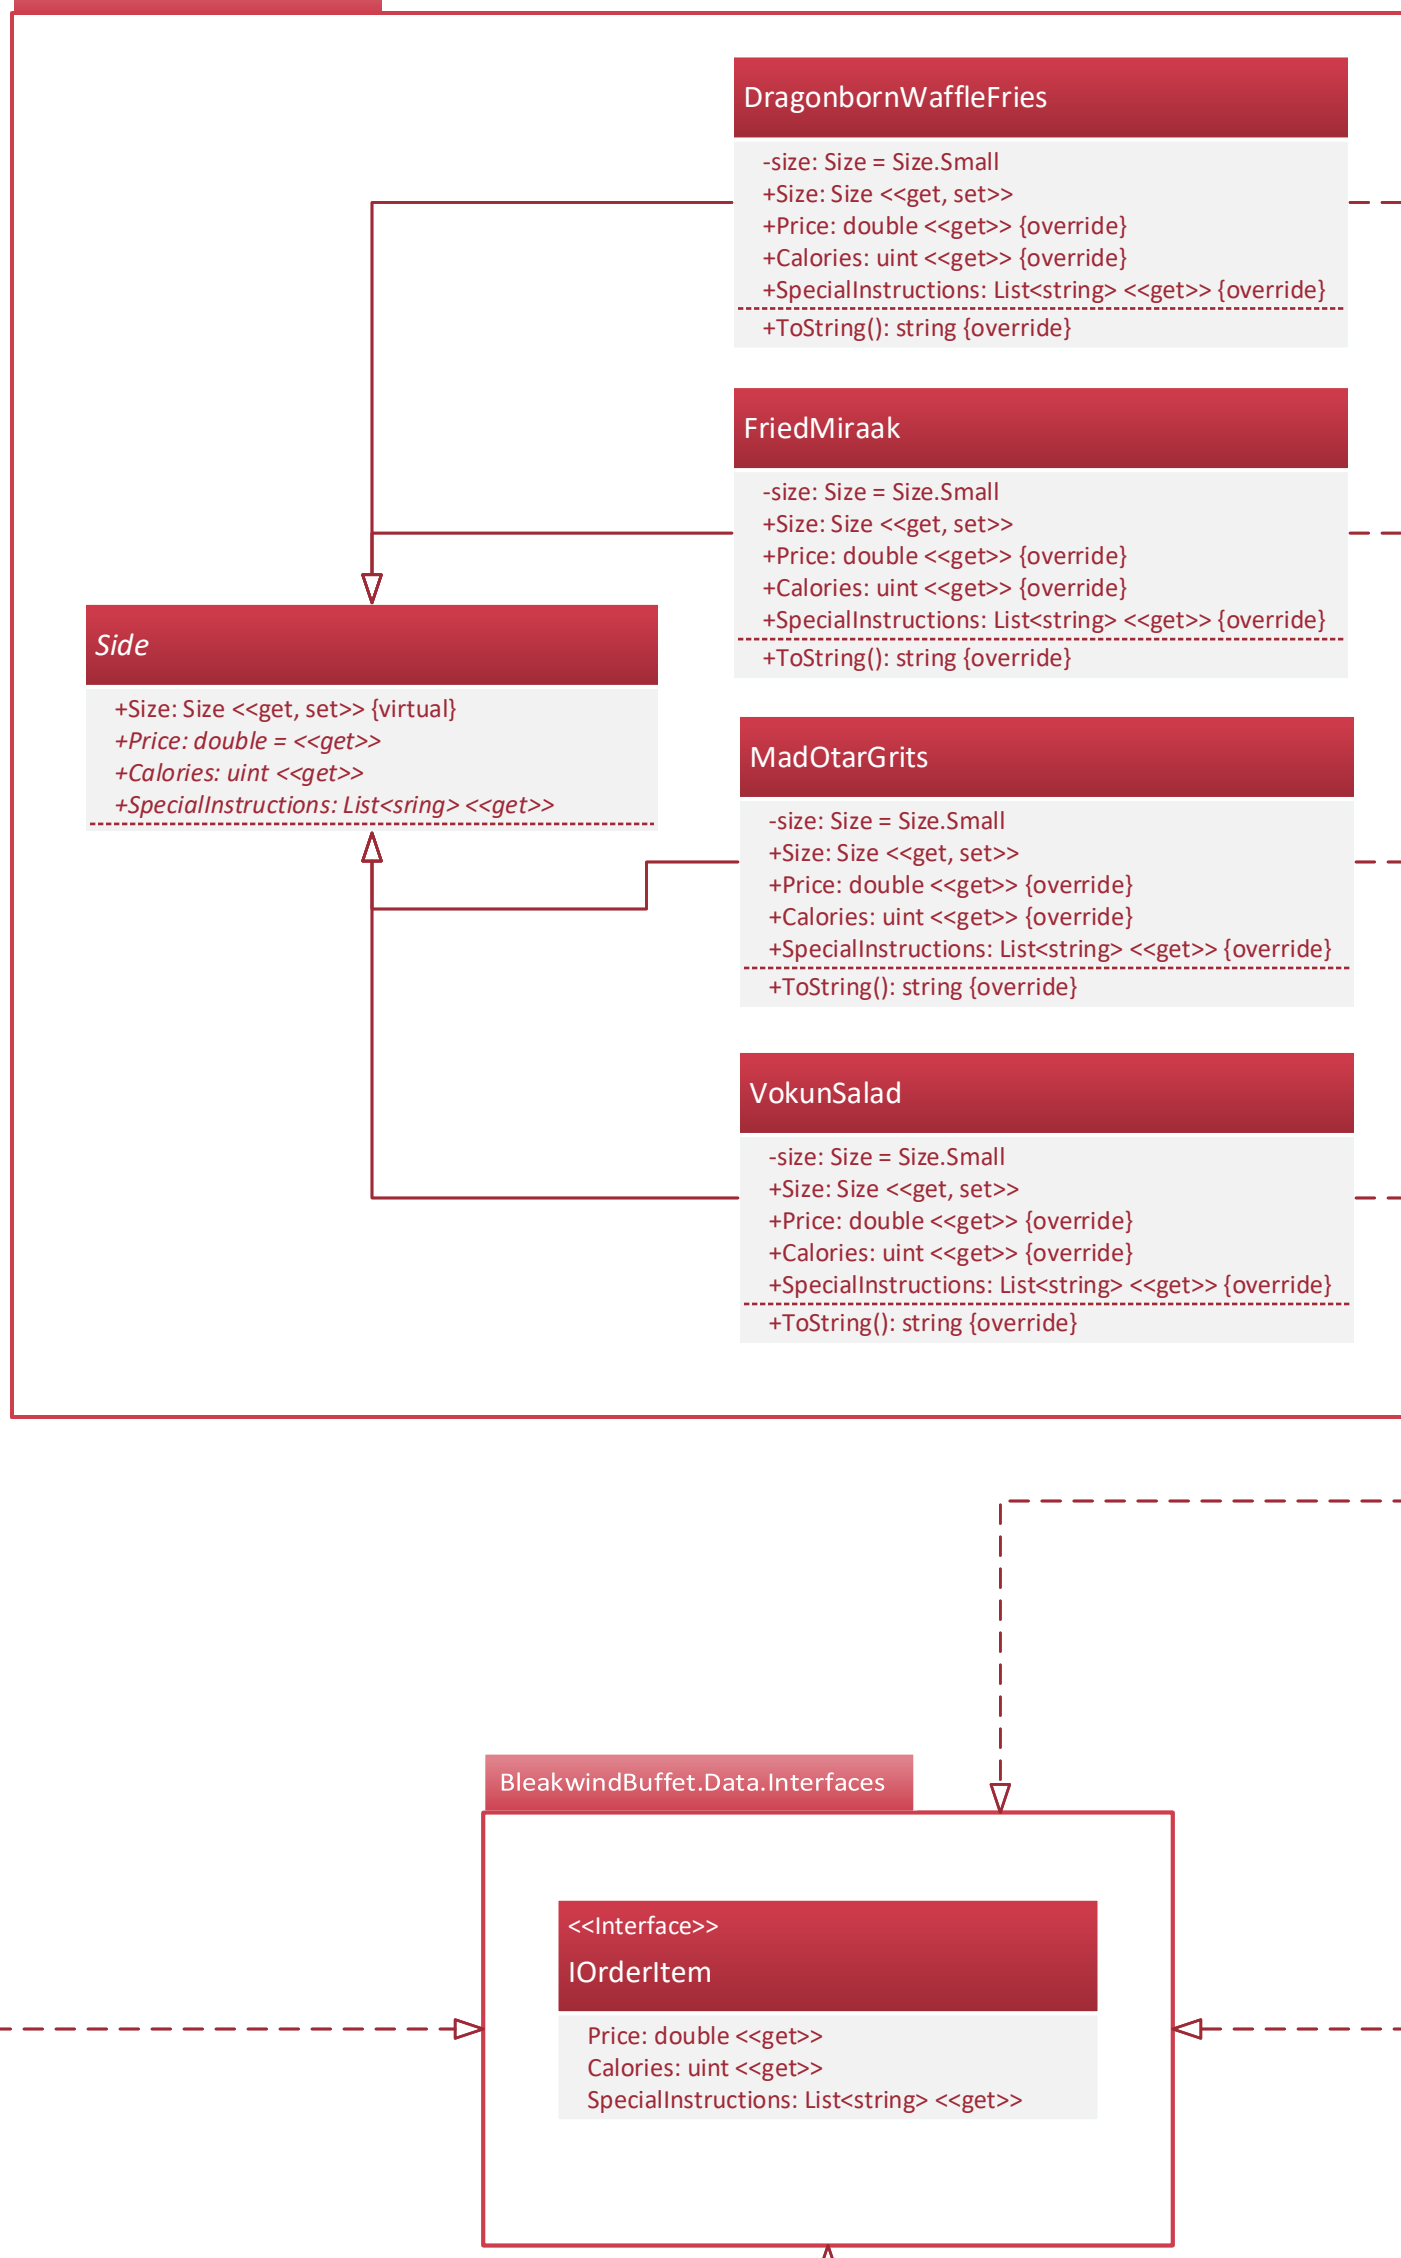 DragonbornWaffleFries
-size: Size = Size.Small
+Size: Size <<get, set>>
+Price: double <<get>> {override}
+Calories: uint <<get>> {override}
+SpecialInstructions: List<string> <<get>> {override}
+ToString(): string {override}
FriedMiraak
-size: Size = Size.Small
+Size: Size <<get, set>>
+Price: double <<get>> {override}
+Calories: uint <<get>> {override}
+SpecialInstructions: List<string> <<get>> {override}
+ToString(): string {override}
Side
+Size: Size <<get, set>> {virtual}
+Price: double = <<get>>
+Calories: uint <<get>>
+SpecialInstructions: List<sring> <<get>>
MadOtarGrits
-size: Size = Size.Small
+Size: Size <<get, set>>
+Price: double <<get>> {override}
+Calories: uint <<get>> {override}
+SpecialInstructions: List<string> <<get>> {override}
+ToString(): string {override}
VokunSalad
-size: Size = Size.Small
+Size: Size <<get, set>>
+Price: double <<get>> {override}
+Calories: uint <<get>> {override}
+SpecialInstructions: List<string> <<get>> {override}
+ToString(): string {override}
BleakwindBuffet.Data.Interfaces
<<Interface>>
IOrderItem
Price: double <<get>>
Calories: uint <<get>>
SpecialInstructions: List<string> <<get>>